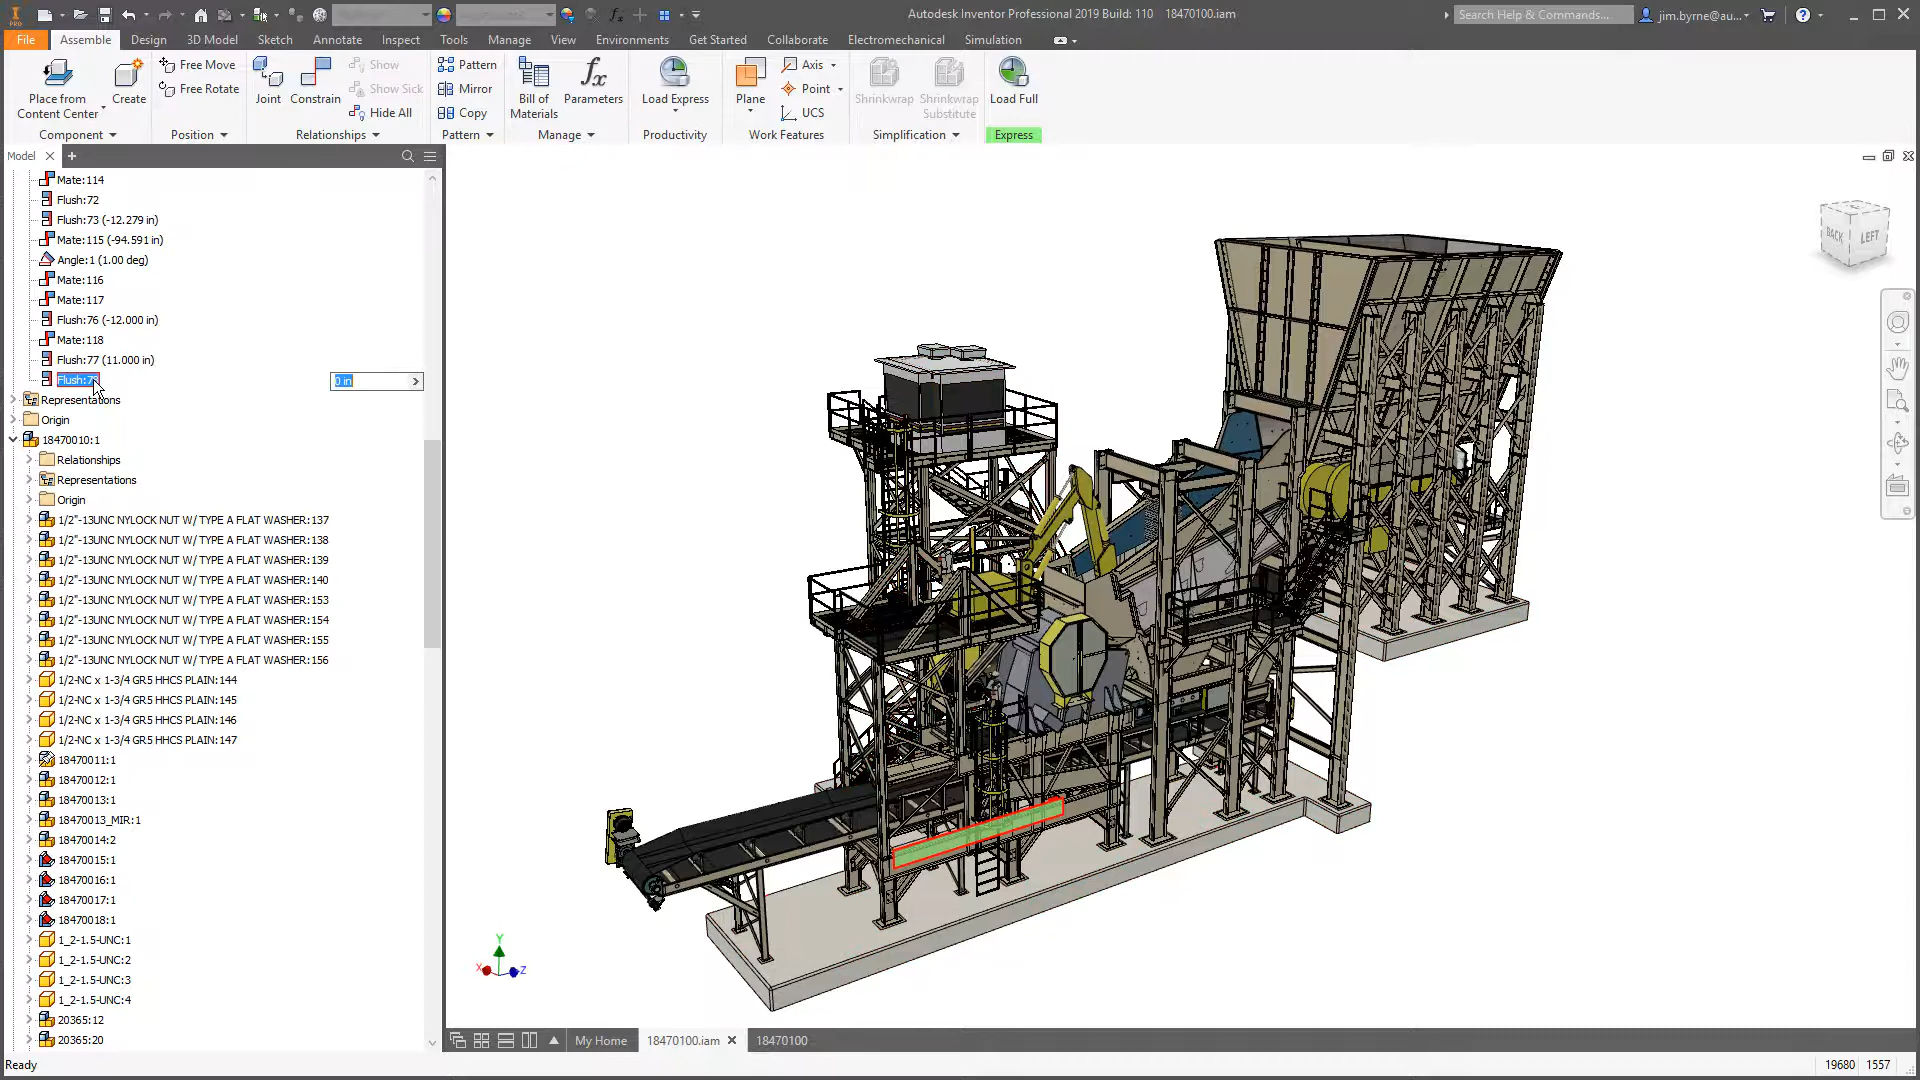 PRO
Autodesk Inventor Professional 2019 Build: 110 18470100.iam
Search Help & Commands...
jim.byrne@au...
File Assemble Design 3D Model Sketch Annotate Inspect Tools Manage View Environments Get Started Collaborate Electromechanical Simulation
Place from
Content Center
Create
Component
Free Move
Free Rotate
Position
Joint
Constrain
Show
Show Sick
Hide All
Relationships
Pattern
Mirror
Copy
Pattern
Bill of
Materials
Parameters
Manage
Load Express
Productivity
Plane
Axis
Point
UCS
Work Features
Shrinkwrap
Shrinkwrap
Substitute
Simplification
Load Full
Express
Model
Mate:114
Flush:72
Flush:73 (-12.279 in)
Mate:115 (-94.591 in)
Angle:1 (1.00 deg)
Mate:116
Mate:117
Flush:76 (-12.000 in)
Mate:118
Flush:77 (11.000 in)
0 in
Representations
Origin
18470010:1
Relationships
Representations
Origin
1/2"-13UNC NYLOCK NUT W/ TYPE A FLAT WASHER:137
1/2"-13UNC NYLOCK NUT W/ TYPE A FLAT WASHER:138
1/2"-13UNC NYLOCK NUT W/ TYPE A FLAT WASHER:139
1/2"-13UNC NYLOCK NUT W/ TYPE A FLAT WASHER:140
1/2"-13UNC NYLOCK NUT W/ TYPE A FLAT WASHER:153
1/2"-13UNC NYLOCK NUT W/ TYPE A FLAT WASHER:154
1/2"-13UNC NYLOCK NUT W/ TYPE A FLAT WASHER:155
1/2"-13UNC NYLOCK NUT W/ TYPE A FLAT WASHER:156
1/2-NC x 1-3/4 GR5 HHCS PLAIN:144
1/2-NC x 1-3/4 GR5 HHCS PLAIN:145
1/2-NC x 1-3/4 GR5 HHCS PLAIN:146
1/2-NC x 1-3/4 GR5 HHCS PLAIN:147
18470011:1
18470012:1
18470013:1
18470013_MIR:1
18470014:2
18470015:1
18470016:1
18470017:1
18470018:1
1_2-1.5-UNC:1
1_2-1.5-UNC:2
1_2-1.5-UNC:3
1_2-1.5-UNC:4
20365:12
20365:20
BACK LEFT
Y
X Z
My Home 18470100.iam 18470100
Ready
19680 1557